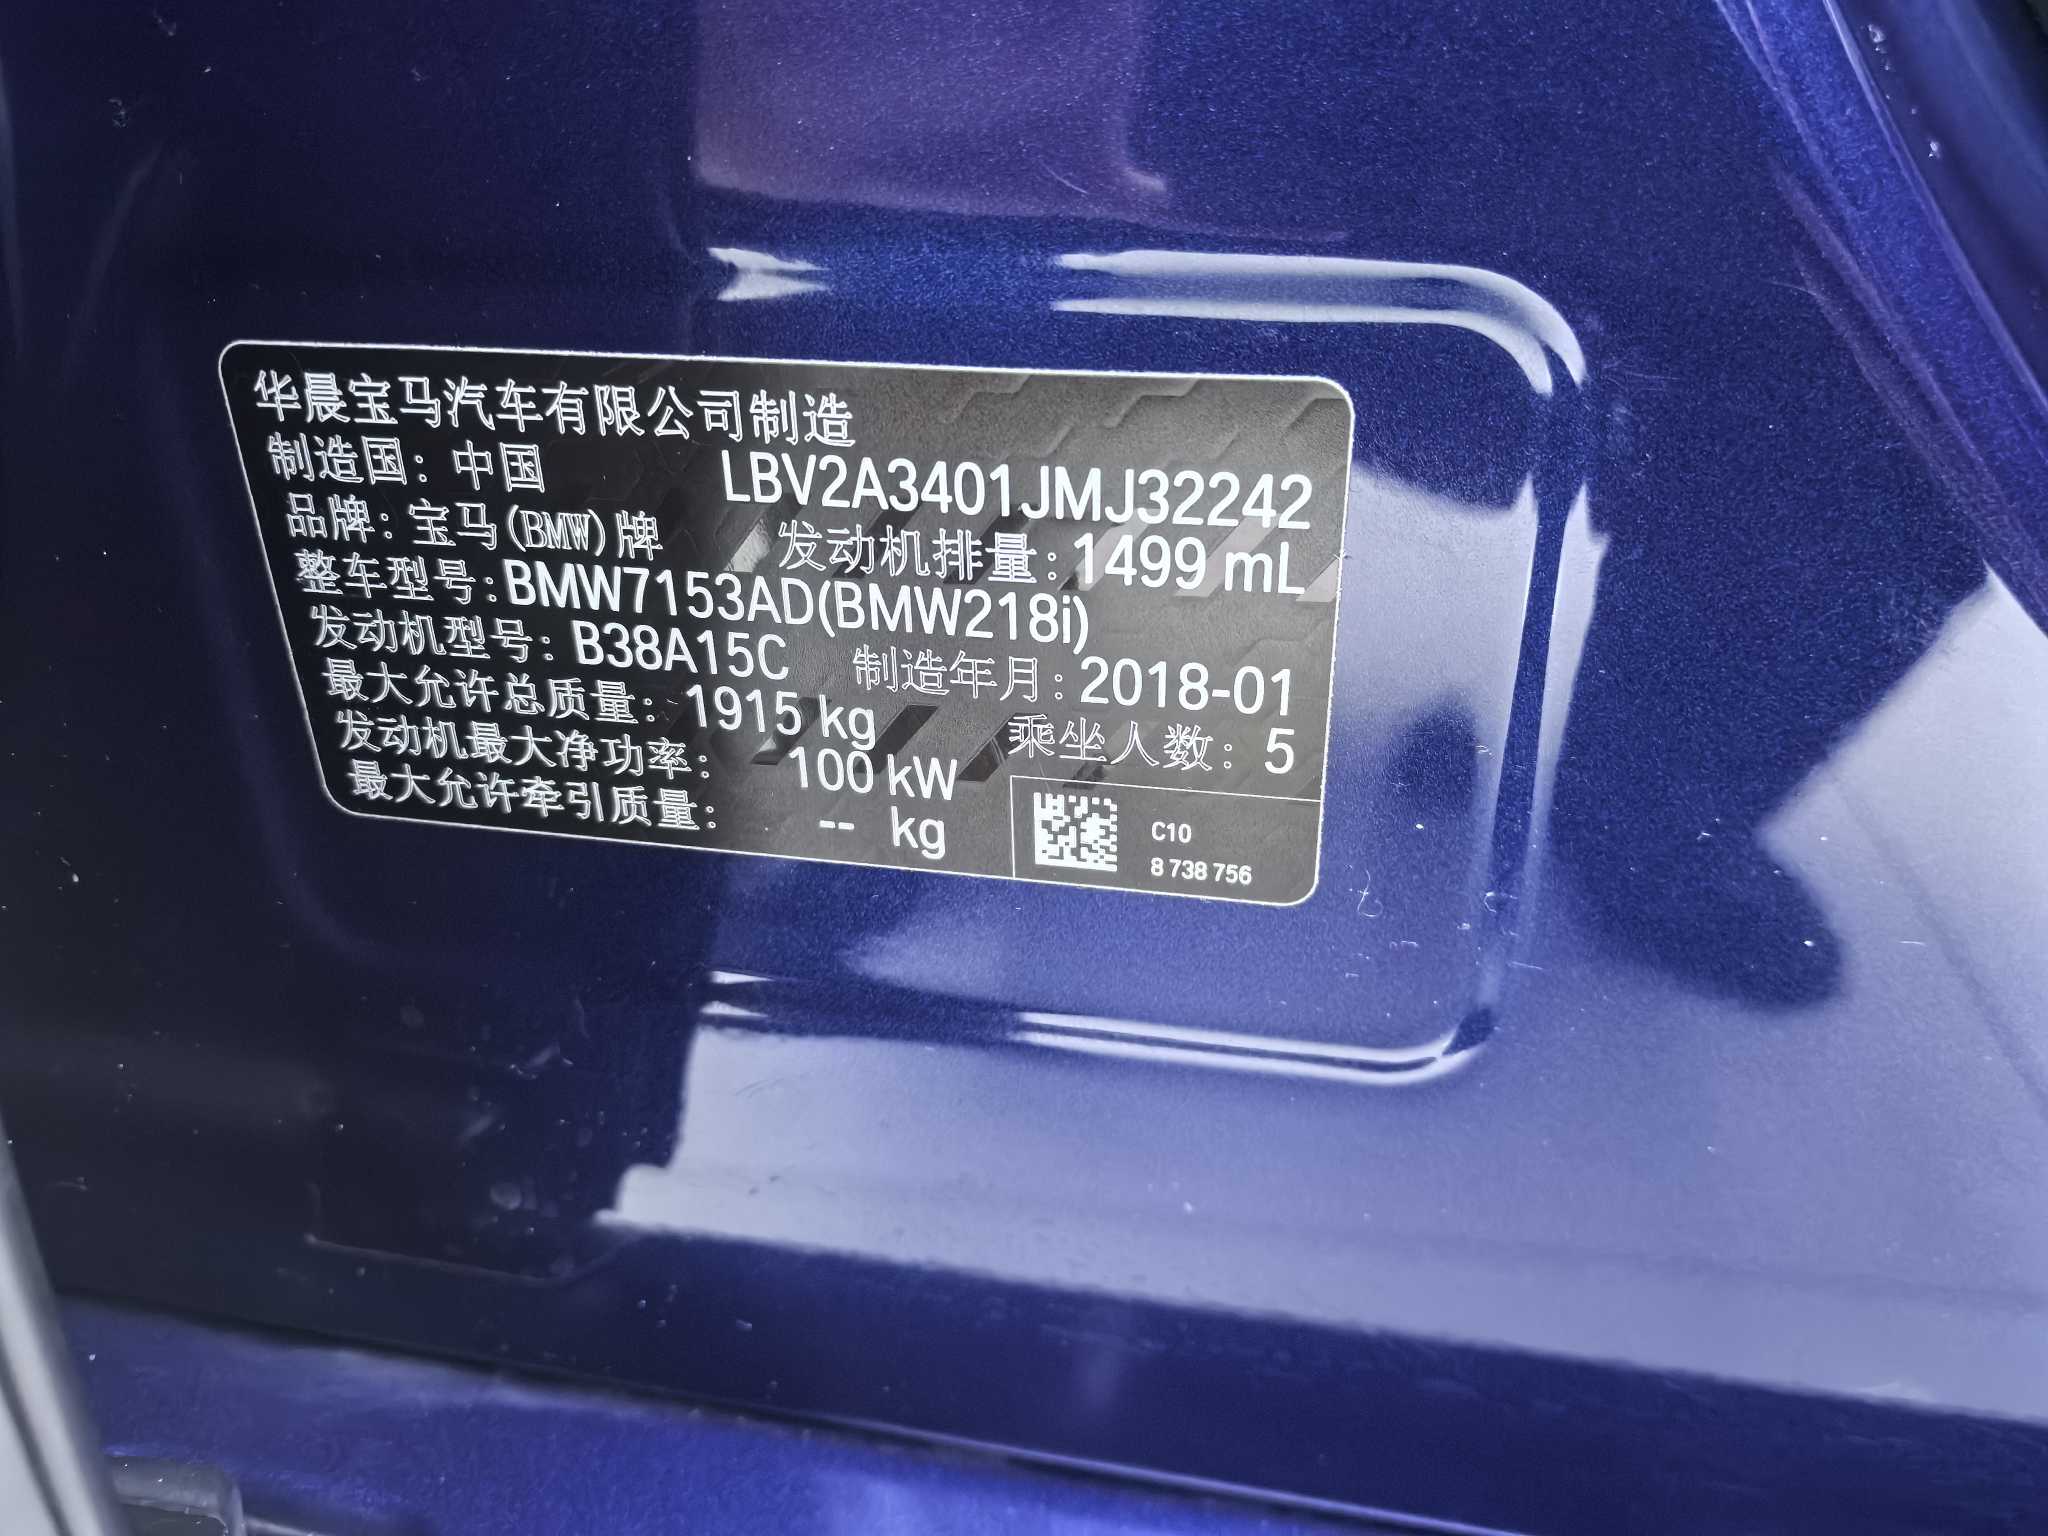 华晨宝马汽车有限公司制造
制造国：中国 LBV2A3401JMJ32242
品牌：宝马(BMW)牌 发动机排量：1499 mL
整车型号：BMW7153AD(BMW218i)
发动机型号：B38A15C 制造年月：2018-01
最大允许总质量：1915 kg 乘坐人数：5
发动机最大净功率：100 kW
最大允许牵引质量：-- kg
C10
8 738 756